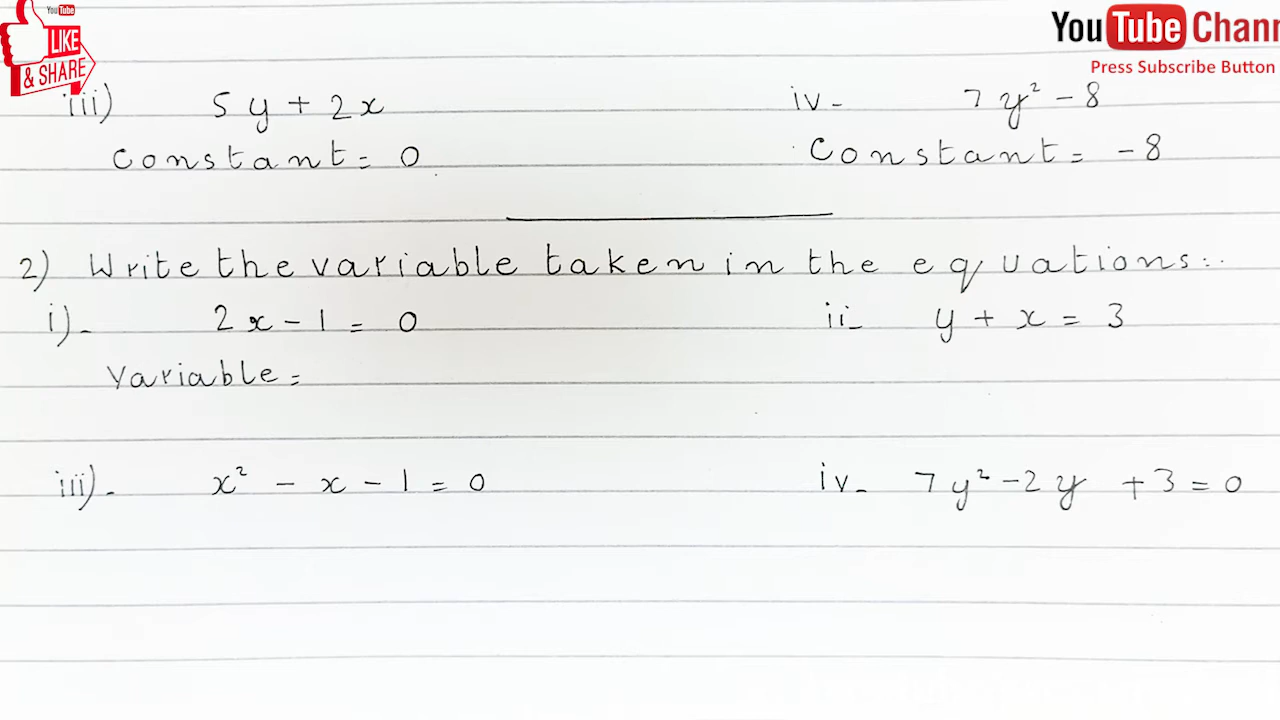 YouTube
LIKE
& SHARE
YouTube Chann
Press Subscribe Button
iii) 5y + 2x iv- 7y² - 8
Constant = 0 Constant = -8
2) Write the variable taken in the equations:.
i)- 2x - 1 = 0 ii- y + x = 3
Variable =
iii)- x² - x - 1 = 0 iv- 7y² - 2y + 3 = 0